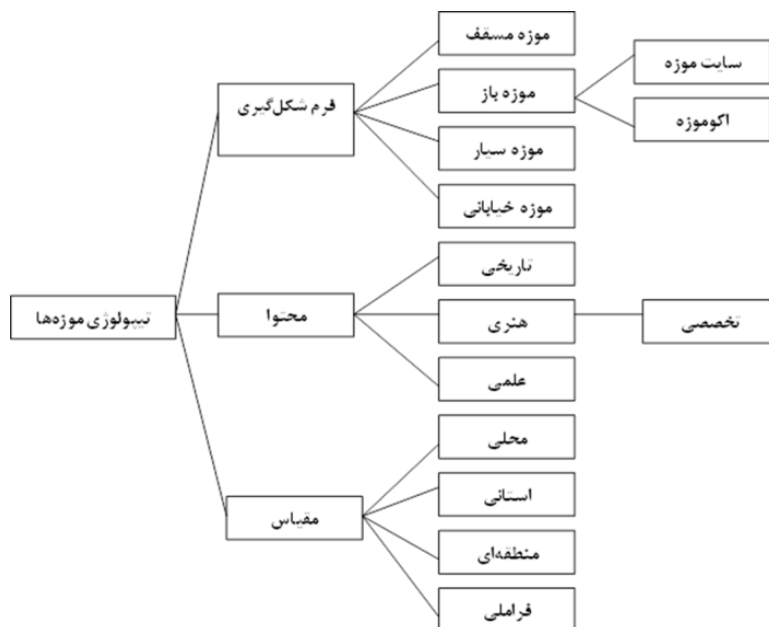 تیپولوژی موزه‌ها
فرم شکل‌گیری
موزه مسقف
موزه باز
سایت موزه
اکوموزه
موزه سیار
موزه خیابانی
محتوا
تاریخی
هنری
تخصصی
علمی
مقیاس
محلی
استانی
منطقه‌ای
فراملی